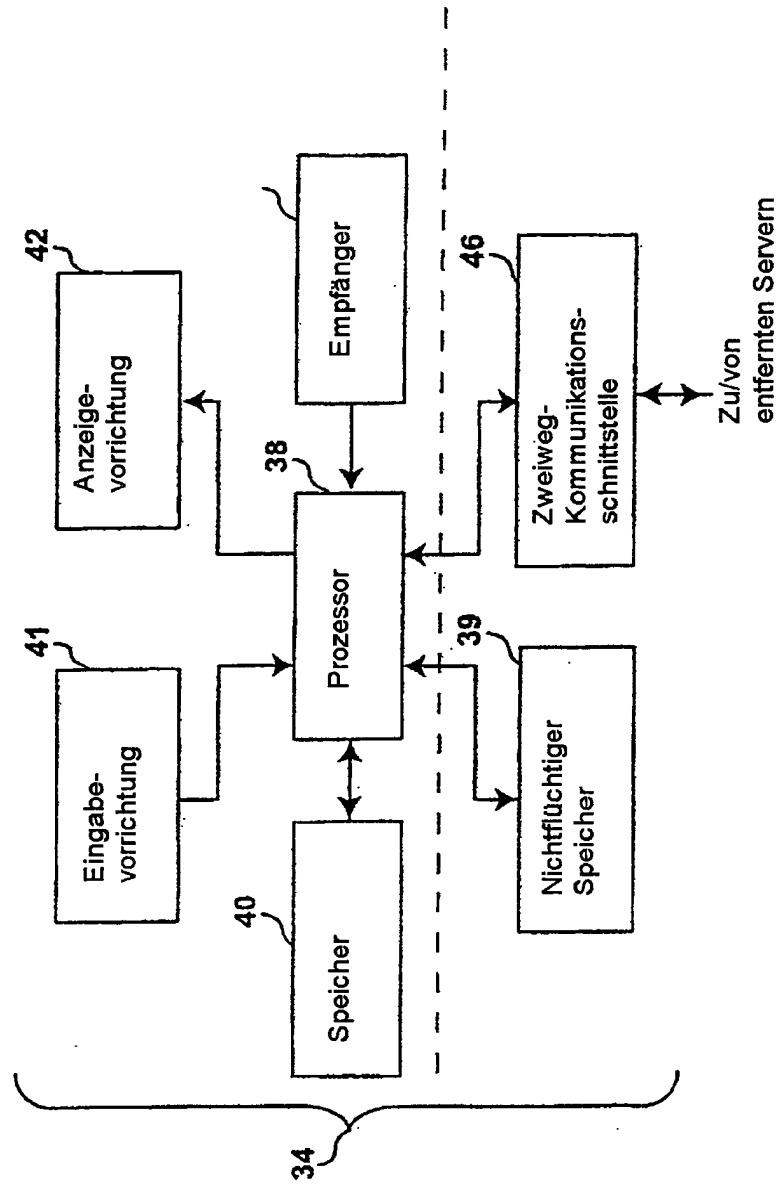 34
41
Eingabe-
vorrichtung
42
Anzeige-
vorrichtung
40
Speicher
38
Prozessor
Empfänger
39
Nichtflüchtiger
Speicher
46
Zweiweg-
Kommunikations-
schnittstelle
Zu/von
entfernten Servern